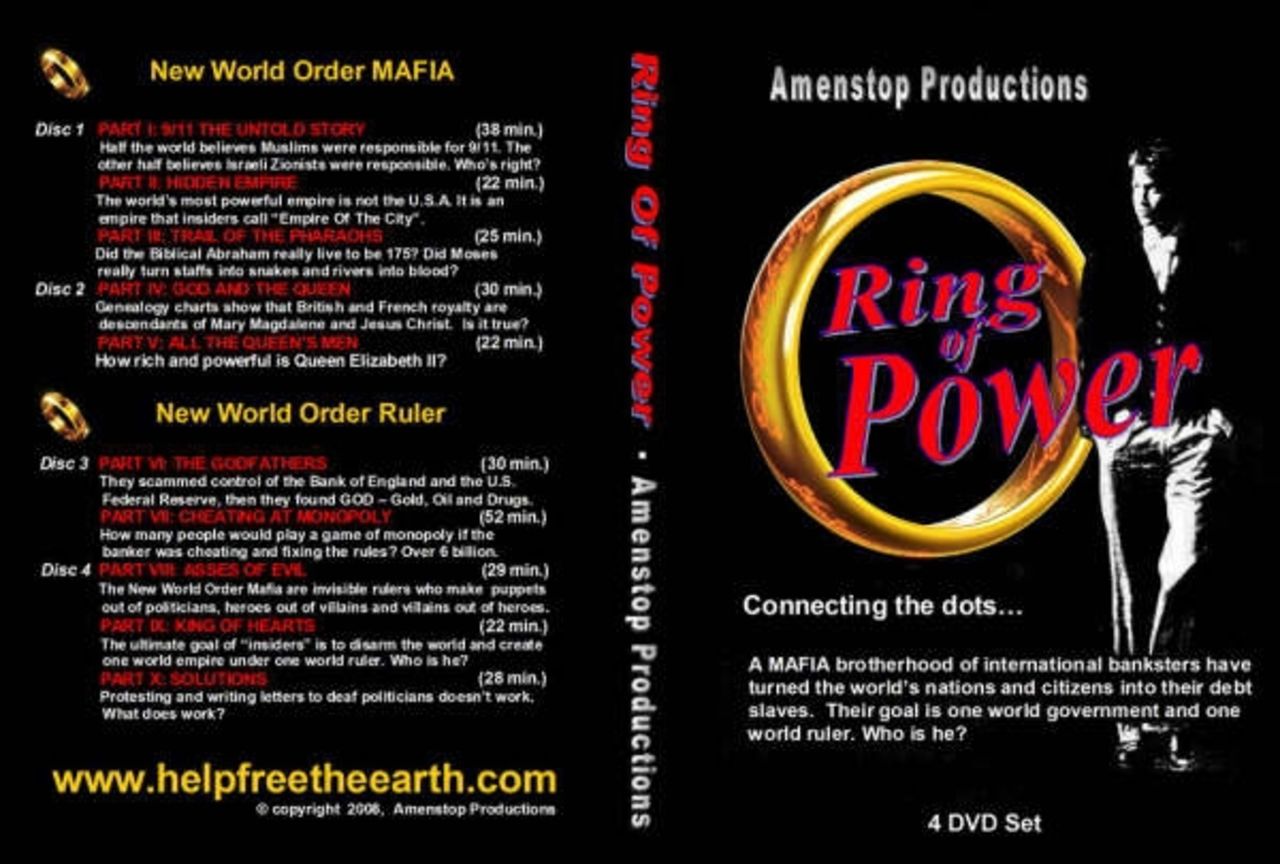 New World Order MAFIA
Disc 1 PART I: 9/11 THE UNTOLD STORY (38 min.)
Half the world believes Muslims were responsible for 9/11. The
other half believes Israeli Zionists were responsible. Who's right?
PART II: HIDDEN EMPIRE (22 min.)
The world's most powerful empire is not the U.S.A. It is an
empire that insiders call "Empire Of The City".
PART III: TRAIL OF THE PHARAOHS (25 min.)
Did the Biblical Abraham really live to be 175? Did Moses
really turn staffs into snakes and rivers into blood?
Disc 2 PART IV: GOD AND THE QUEEN (30 min.)
Genealogy charts show that British and French royalty are
descendants of Mary Magdalene and Jesus Christ. Is it true?
PART V: ALL THE QUEEN'S MEN (22 min.)
How rich and powerful is Queen Elizabeth II?
New World Order Ruler
Disc 3 PART VI: THE GODFATHERS (30 min.)
They scammed control of the Bank of England and the U.S.
Federal Reserve, then they found GOD – Gold, Oil and Drugs.
PART VII: CHEATING AT MONOPOLY (52 min.)
How many people would play a game of monopoly if the
banker was cheating and fixing the rules? Over 6 billion.
Disc 4 PART VIII: ASSES OF EVIL (29 min.)
The New World Order Mafia are invisible rulers who make puppets
out of politicians, heroes out of villains and villains out of heroes.
PART IX: KING OF HEARTS (22 min.)
The ultimate goal of "insiders" is to disarm the world and create
one world empire under one world ruler. Who is he?
PART X: SOLUTIONS (28 min.)
Protesting and writing letters to deaf politicians doesn't work.
What does work?
www.helpfreetheearth.com
© copyright 2008, Amenstop Productions
Ring Of Power • Amenstop Productions
Amenstop Productions
Ring
of
Power
Connecting the dots...
A MAFIA brotherhood of international banksters have
turned the world's nations and citizens into their debt
slaves. Their goal is one world government and one
world ruler. Who is he?
4 DVD Set